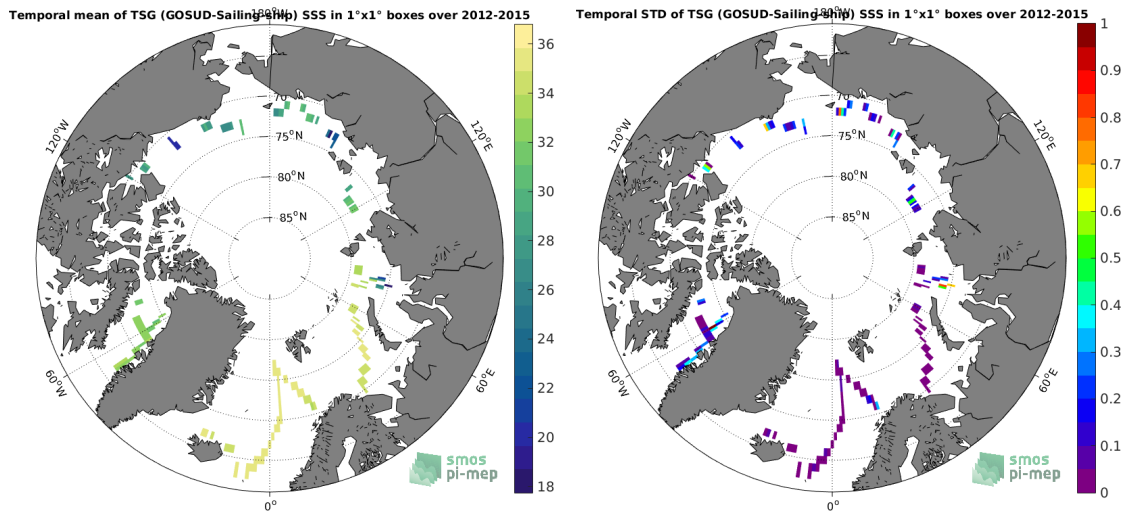 Temporal mean of TSG (GOSUD-Sailing-ship) SSS in 1°x1° boxes over 2012-2015
180°W
120°W
120°E
70
75°N
80°N
85°N
60°W
60°E
0°
36
34
32
30
28
26
24
22
20
18
smos
pi-mep
Temporal STD of TSG (GOSUD-Sailing-ship) SSS in 1°x1° boxes over 2012-2015
180°W
120°W
120°E
70
75°N
80°N
85°N
60°W
60°E
0°
1
0.9
0.8
0.7
0.6
0.5
0.4
0.3
0.2
0.1
0
smos
pi-mep